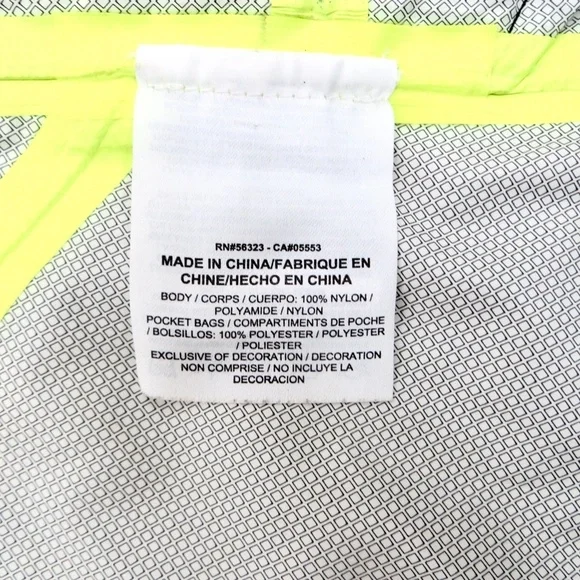 RN#56323 - CA#05553
MADE IN CHINA/FABRIQUE EN
CHINE/HECHO EN CHINA
BODY / CORPS / CUERPO: 100% NYLON /
POLYAMIDE / NYLON
POCKET BAGS / COMPARTIMENTS DE POCHE
/ BOLSILLOS: 100% POLYESTER / POLYESTER
/ POLIESTER
EXCLUSIVE OF DECORATION / DECORATION
NON COMPRISE / NO INCLUYE LA
DECORACION